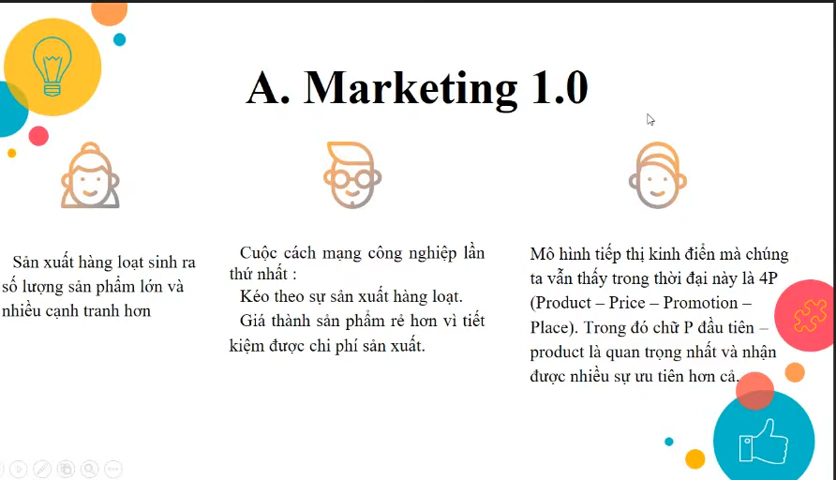 A. Marketing 1.0
Sản xuất hàng loạt sinh ra
số lượng sản phẩm lớn và
nhiều cạnh tranh hơn
Cuộc cách mạng công nghiệp lần
thứ nhất :
Kéo theo sự sản xuất hàng loạt.
Giá thành sản phẩm rẻ hơn vì tiết
kiệm được chi phí sản xuất.
Mô hình tiếp thị kinh điển mà chúng
ta vẫn thấy trong thời đại này là 4P
(Product – Price – Promotion –
Place). Trong đó chữ P đầu tiên –
product là quan trọng nhất và nhận
được nhiều sự ưu tiên hơn cả.